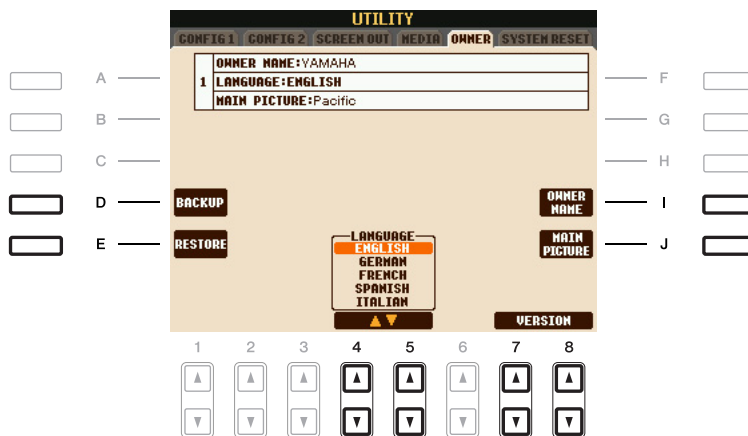 UTILITY
CONFIG 1 CONFIG 2 SCREEN OUT MEDIA OWNER SYSTEM RESET
OWNER NAME:YAMAHA
1 LANGUAGE:ENGLISH
MAIN PICTURE:Pacific
A F
B G
C H
D BACKUP OWNER NAME I
E RESTORE MAIN PICTURE J
LANGUAGE
ENGLISH
GERMAN
FRENCH
SPANISH
ITALIAN
VERSION
1 2 3 4 5 6 7 8